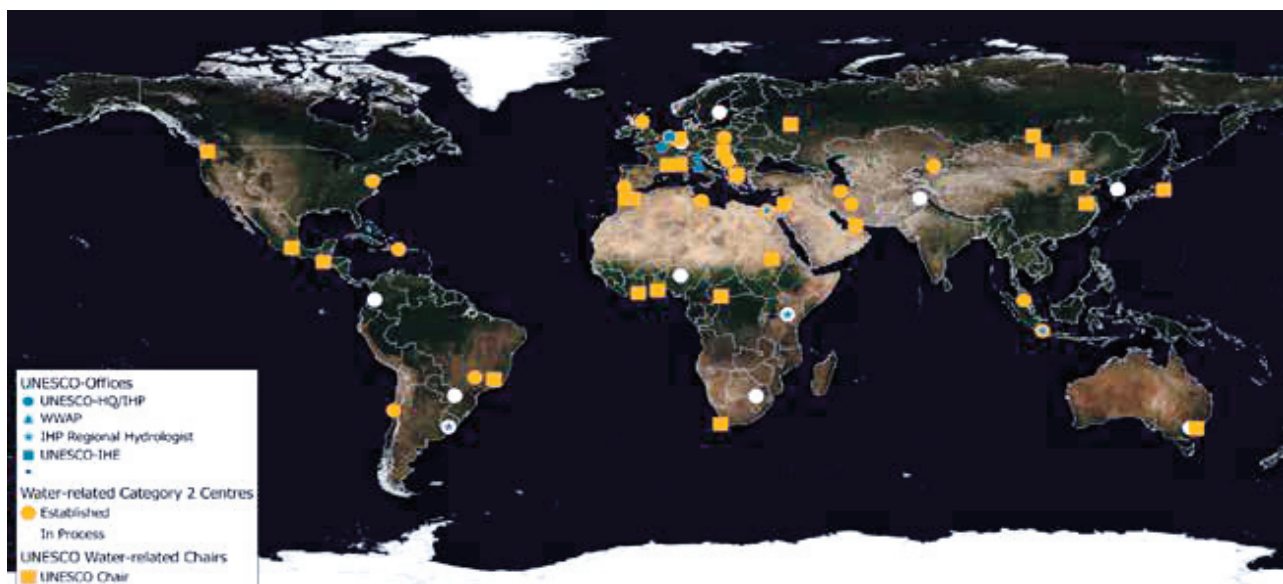 UNESCO-Offices
UNESCO-HQ/IHP
WWAP
IHP Regional Hydrologist
UNESCO-IHE
Water-related Category 2 Centres
Established
In Process
UNESCO Water-related Chairs
UNESCO Chair